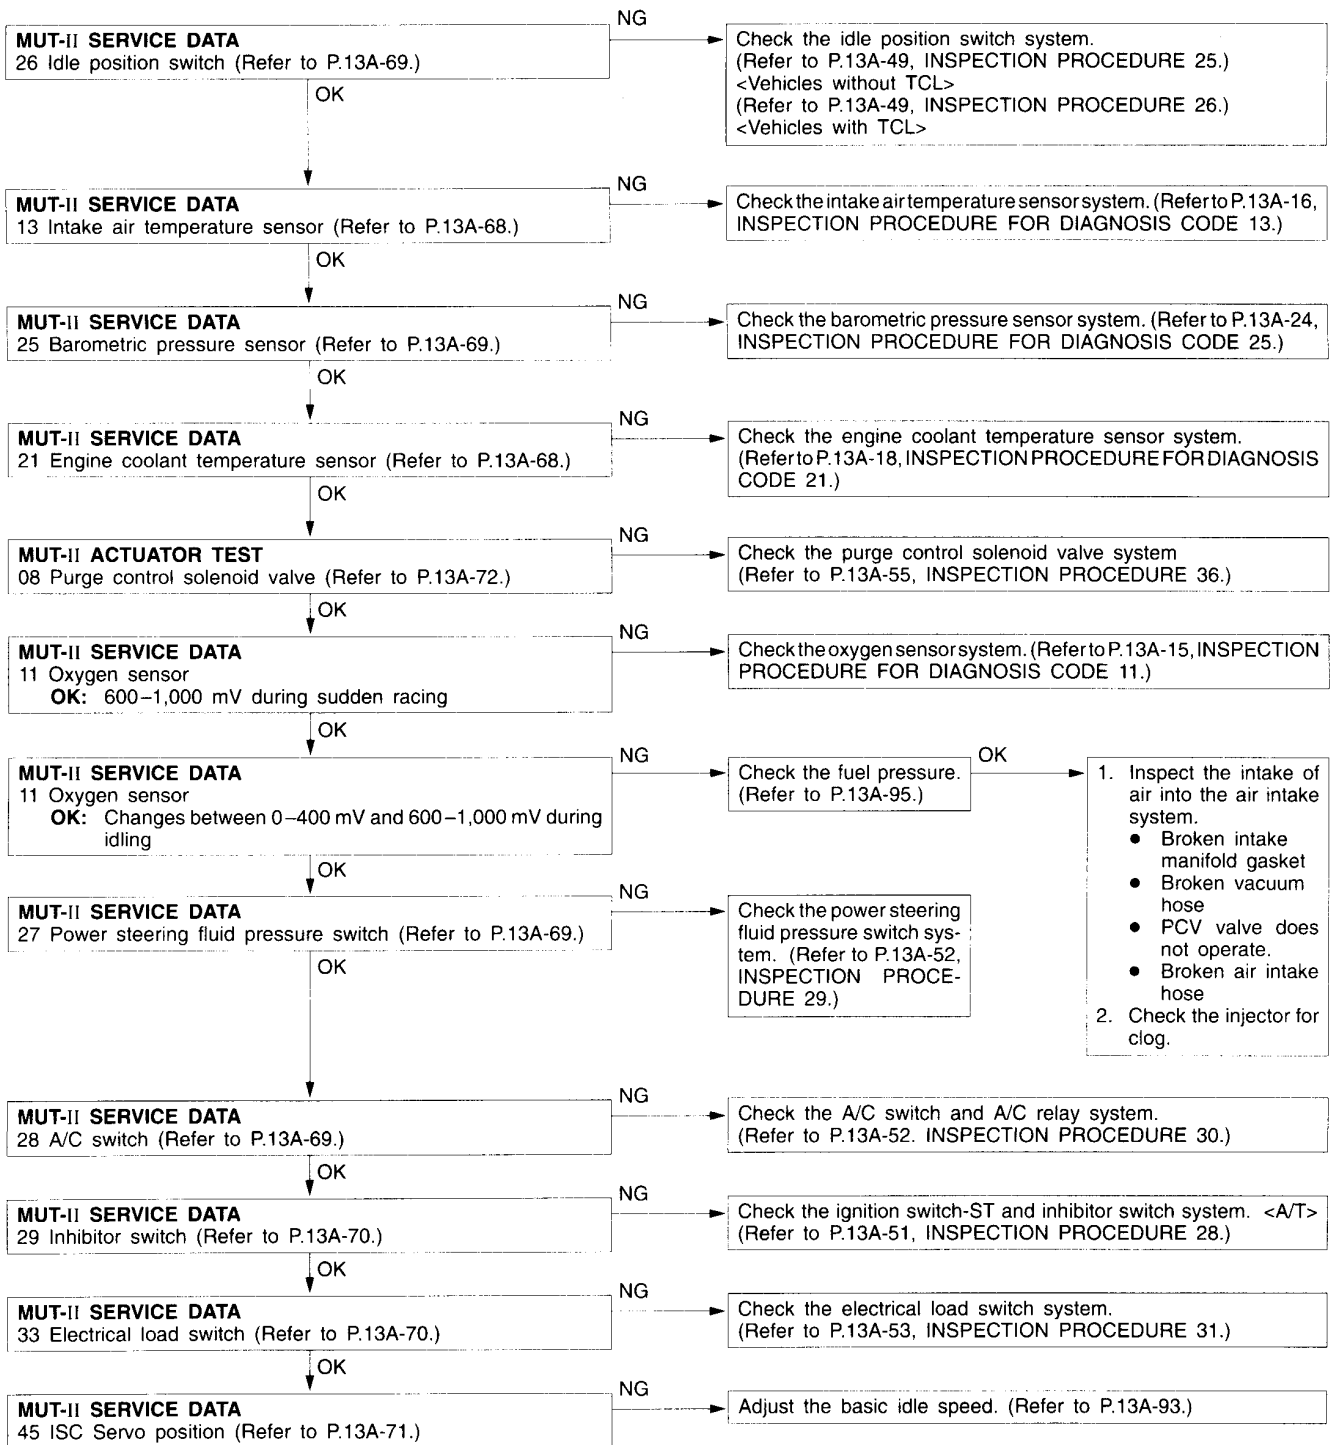 NG
MUT-II SERVICE DATA
26 Idle position switch (Refer to P.13A-69.)
Check the idle position switch system.
(Refer to P.13A-49, INSPECTION PROCEDURE 25.)
<Vehicles without TCL>
(Refer to P.13A-49, INSPECTION PROCEDURE 26.)
<Vehicles with TCL>
OK
NG
MUT-II SERVICE DATA
13 Intake air temperature sensor (Refer to P.13A-68.)
Check the intake air temperature sensor system. (Refer to P.13A-16,
INSPECTION PROCEDURE FOR DIAGNOSIS CODE 13.)
OK
NG
MUT-II SERVICE DATA
25 Barometric pressure sensor (Refer to P.13A-69.)
Check the barometric pressure sensor system. (Refer to P.13A-24,
INSPECTION PROCEDURE FOR DIAGNOSIS CODE 25.)
OK
NG
MUT-II SERVICE DATA
21 Engine coolant temperature sensor (Refer to P.13A-68.)
Check the engine coolant temperature sensor system.
(Refer to P.13A-18, INSPECTION PROCEDURE FOR DIAGNOSIS
CODE 21.)
OK
NG
MUT-II ACTUATOR TEST
08 Purge control solenoid valve (Refer to P.13A-72.)
Check the purge control solenoid valve system
(Refer to P.13A-55, INSPECTION PROCEDURE 36.)
OK
NG
MUT-II SERVICE DATA
11 Oxygen sensor
OK: 600–1,000 mV during sudden racing
Check the oxygen sensor system. (Refer to P.13A-15, INSPECTION
PROCEDURE FOR DIAGNOSIS CODE 11.)
OK
NG
MUT-II SERVICE DATA
11 Oxygen sensor
OK: Changes between 0–400 mV and 600–1,000 mV during
idling
Check the fuel pressure.
(Refer to P.13A-95.)
OK
1. Inspect the intake of
air into the air intake
system.
● Broken intake
manifold gasket
● Broken vacuum
hose
● PCV valve does
not operate.
● Broken air intake
hose
2. Check the injector for
clog.
OK
NG
MUT-II SERVICE DATA
27 Power steering fluid pressure switch (Refer to P.13A-69.)
Check the power steering
fluid pressure switch sys-
tem. (Refer to P.13A-52,
INSPECTION PROCE-
DURE 29.)
OK
NG
MUT-II SERVICE DATA
28 A/C switch (Refer to P.13A-69.)
Check the A/C switch and A/C relay system.
(Refer to P.13A-52. INSPECTION PROCEDURE 30.)
OK
NG
MUT-II SERVICE DATA
29 Inhibitor switch (Refer to P.13A-70.)
Check the ignition switch-ST and inhibitor switch system. <A/T>
(Refer to P.13A-51, INSPECTION PROCEDURE 28.)
OK
NG
MUT-II SERVICE DATA
33 Electrical load switch (Refer to P.13A-70.)
Check the electrical load switch system.
(Refer to P.13A-53, INSPECTION PROCEDURE 31.)
OK
NG
MUT-II SERVICE DATA
45 ISC Servo position (Refer to P.13A-71.)
Adjust the basic idle speed. (Refer to P.13A-93.)